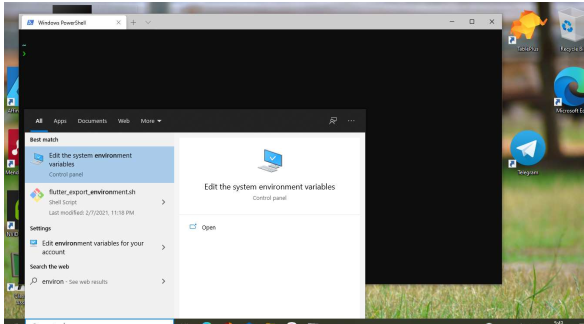 Windows PowerShell
TablePlus
Recycle B
Microsoft Ed
Telegram
All Apps Documents Web More
Best match
Edit the system environment
variables
Control panel
flutter_export_environment.sh
Shell Script
Last modified: 2/7/2021, 11:18 PM
Settings
Edit environment variables for your
account
Search the web
environ - See web results
Edit the system environment variables
Control panel
Open